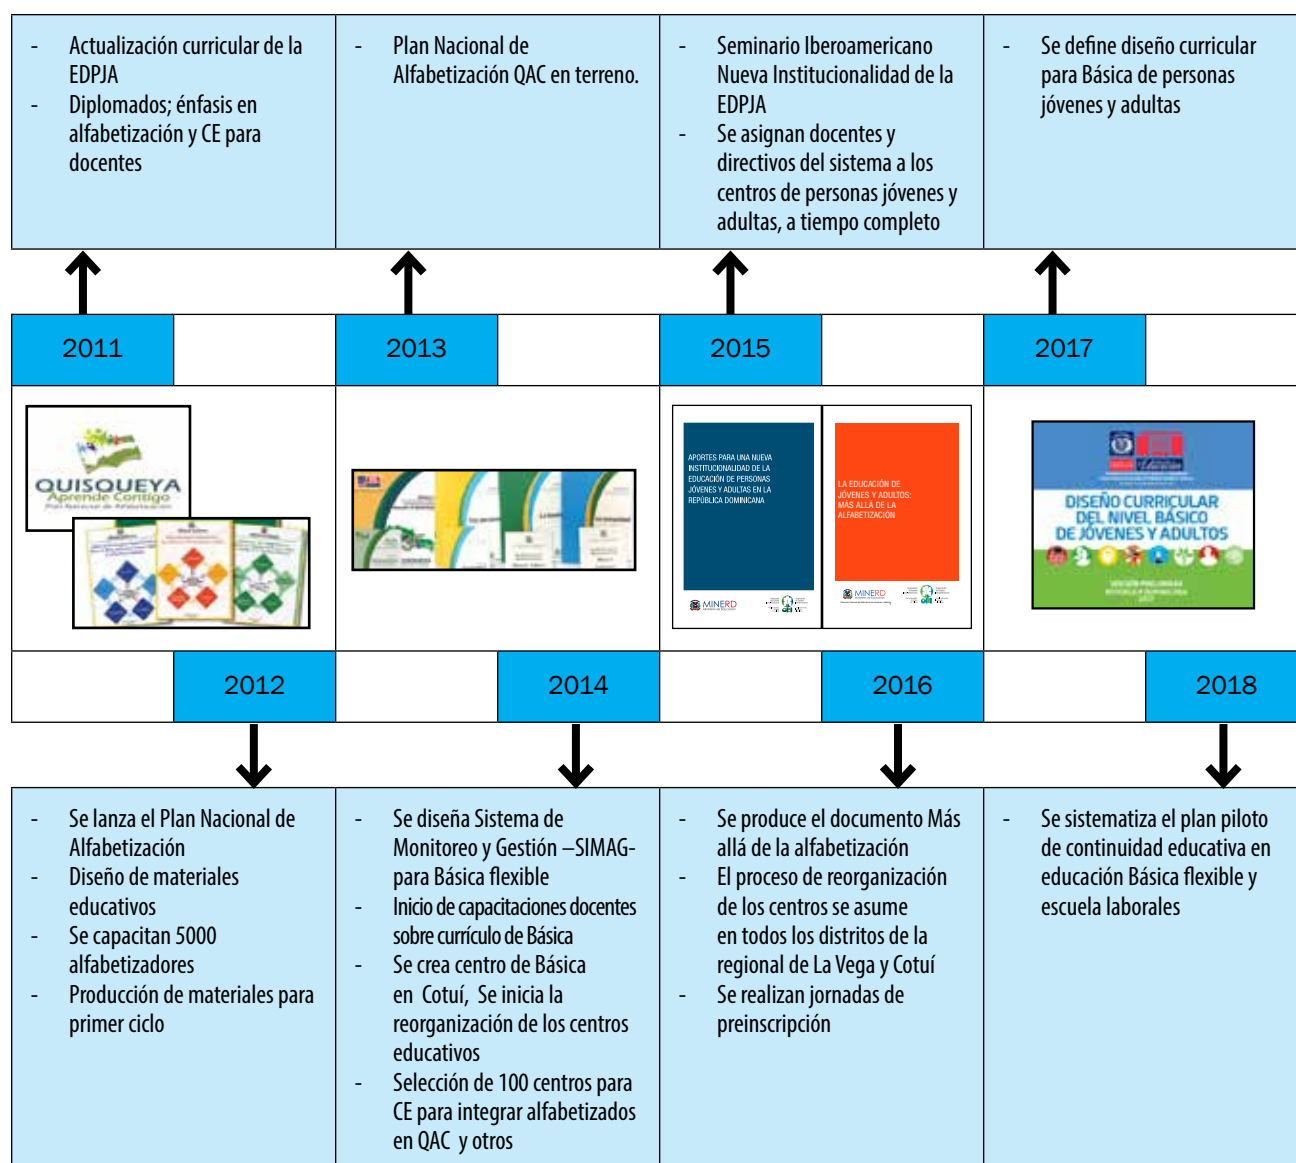 - Actualización curricular de la
EDPJA
- Diplomados; énfasis en
alfabetización y CE para
docentes
- Plan Nacional de
Alfabetización QAC en terreno.
- Seminario Iberoamericano
Nueva Institucionalidad de la
EDPJA
- Se asignan docentes y
directivos del sistema a los
centros de personas jóvenes y
adultas, a tiempo completo
- Se define diseño curricular
para Básica de personas
jóvenes y adultas
2011
2013
2015
2017
QUISQUEYA
Aprende Contigo
Plan Nacional de Alfabetización
APORTES PARA UNA NUEVA
INSTITUCIONALIDAD DE LA
EDUCACIÓN DE PERSONAS
JÓVENES Y ADULTAS EN LA
REPÚBLICA DOMINICANA
MINERD
LA EDUCACIÓN DE
JÓVENES Y ADULTOS:
MÁS ALLÁ DE LA
ALFABETIZACIÓN
MINERD
DISEÑO CURRICULAR
DEL NIVEL BÁSICO
DE JÓVENES Y ADULTOS
VERSIÓN PRELIMINAR
2012
2014
2016
2018
- Se lanza el Plan Nacional de
Alfabetización
- Diseño de materiales
educativos
- Se capacitan 5000
alfabetizadores
- Producción de materiales para
primer ciclo
- Se diseña Sistema de
Monitoreo y Gestión –SIMAG-
para Básica flexible
- Inicio de capacitaciones docentes
sobre currículo de Básica
- Se crea centro de Básica
en Cotuí, Se inicia la
reorganización de los centros
educativos
- Selección de 100 centros para
CE para integrar alfabetizados
en QAC y otros
- Se produce el documento Más
allá de la alfabetización
- El proceso de reorganización
de los centros se asume
en todos los distritos de la
regional de La Vega y Cotuí
- Se realizan jornadas de
preinscripción
- Se sistematiza el plan piloto
de continuidad educativa en
educación Básica flexible y
escuela laborales